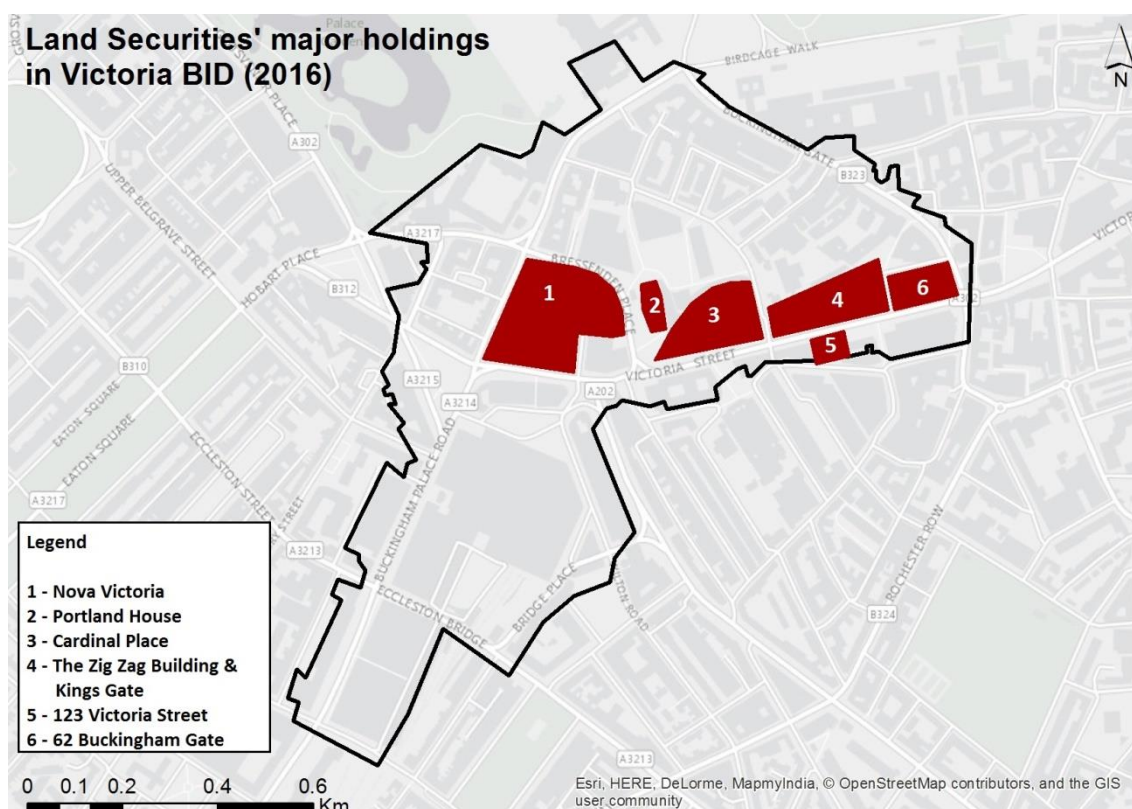 Land Securities' major holdings
in Victoria BID (2016)
Palace
BIRDCAGE WALK
N
A302
BUCKINGHAM GATE
B323
UPPER BELGRAVE STREET
HOBART PLACE
A3217
B312
BRESSENDEN PLACE
1
2
3
4
5
6
VICTORIA STREET
A202
A3215
A3214
B310
EATON SQUARE
EATON SQUARE
ECCLESTON STREET
A3217
A3213
BUCKINGHAM PALACE ROAD
ECCLESTON BRIDGE
BRIDGE PLACE
ROCHESTER ROW
B324
A3213
Legend
1 - Nova Victoria
2 - Portland House
3 - Cardinal Place
4 - The Zig Zag Building &
Kings Gate
5 - 123 Victoria Street
6 - 62 Buckingham Gate
0 0.1 0.2 0.4 0.6
Km
Esri, HERE, DeLorme, MapmyIndia, © OpenStreetMap contributors, and the GIS
user community